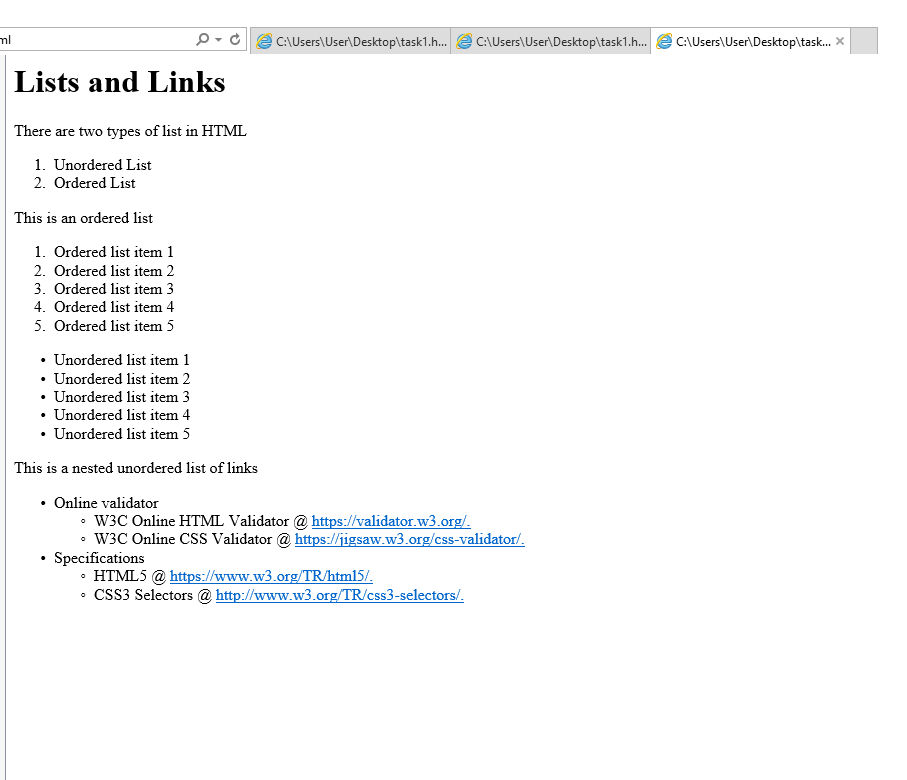 ml
C:\Users\User\Desktop\task1.h...
C:\Users\User\Desktop\task1.h...
C:\Users\User\Desktop\task...
Lists and Links
There are two types of list in HTML
1. Unordered List
2. Ordered List
This is an ordered list
1. Ordered list item 1
2. Ordered list item 2
3. Ordered list item 3
4. Ordered list item 4
5. Ordered list item 5
• Unordered list item 1
• Unordered list item 2
• Unordered list item 3
• Unordered list item 4
• Unordered list item 5
This is a nested unordered list of links
• Online validator
◦ W3C Online HTML Validator @ https://validator.w3.org/.
◦ W3C Online CSS Validator @ https://jigsaw.w3.org/css-validator/.
• Specifications
◦ HTML5 @ https://www.w3.org/TR/html5/.
◦ CSS3 Selectors @ http://www.w3.org/TR/css3-selectors/.